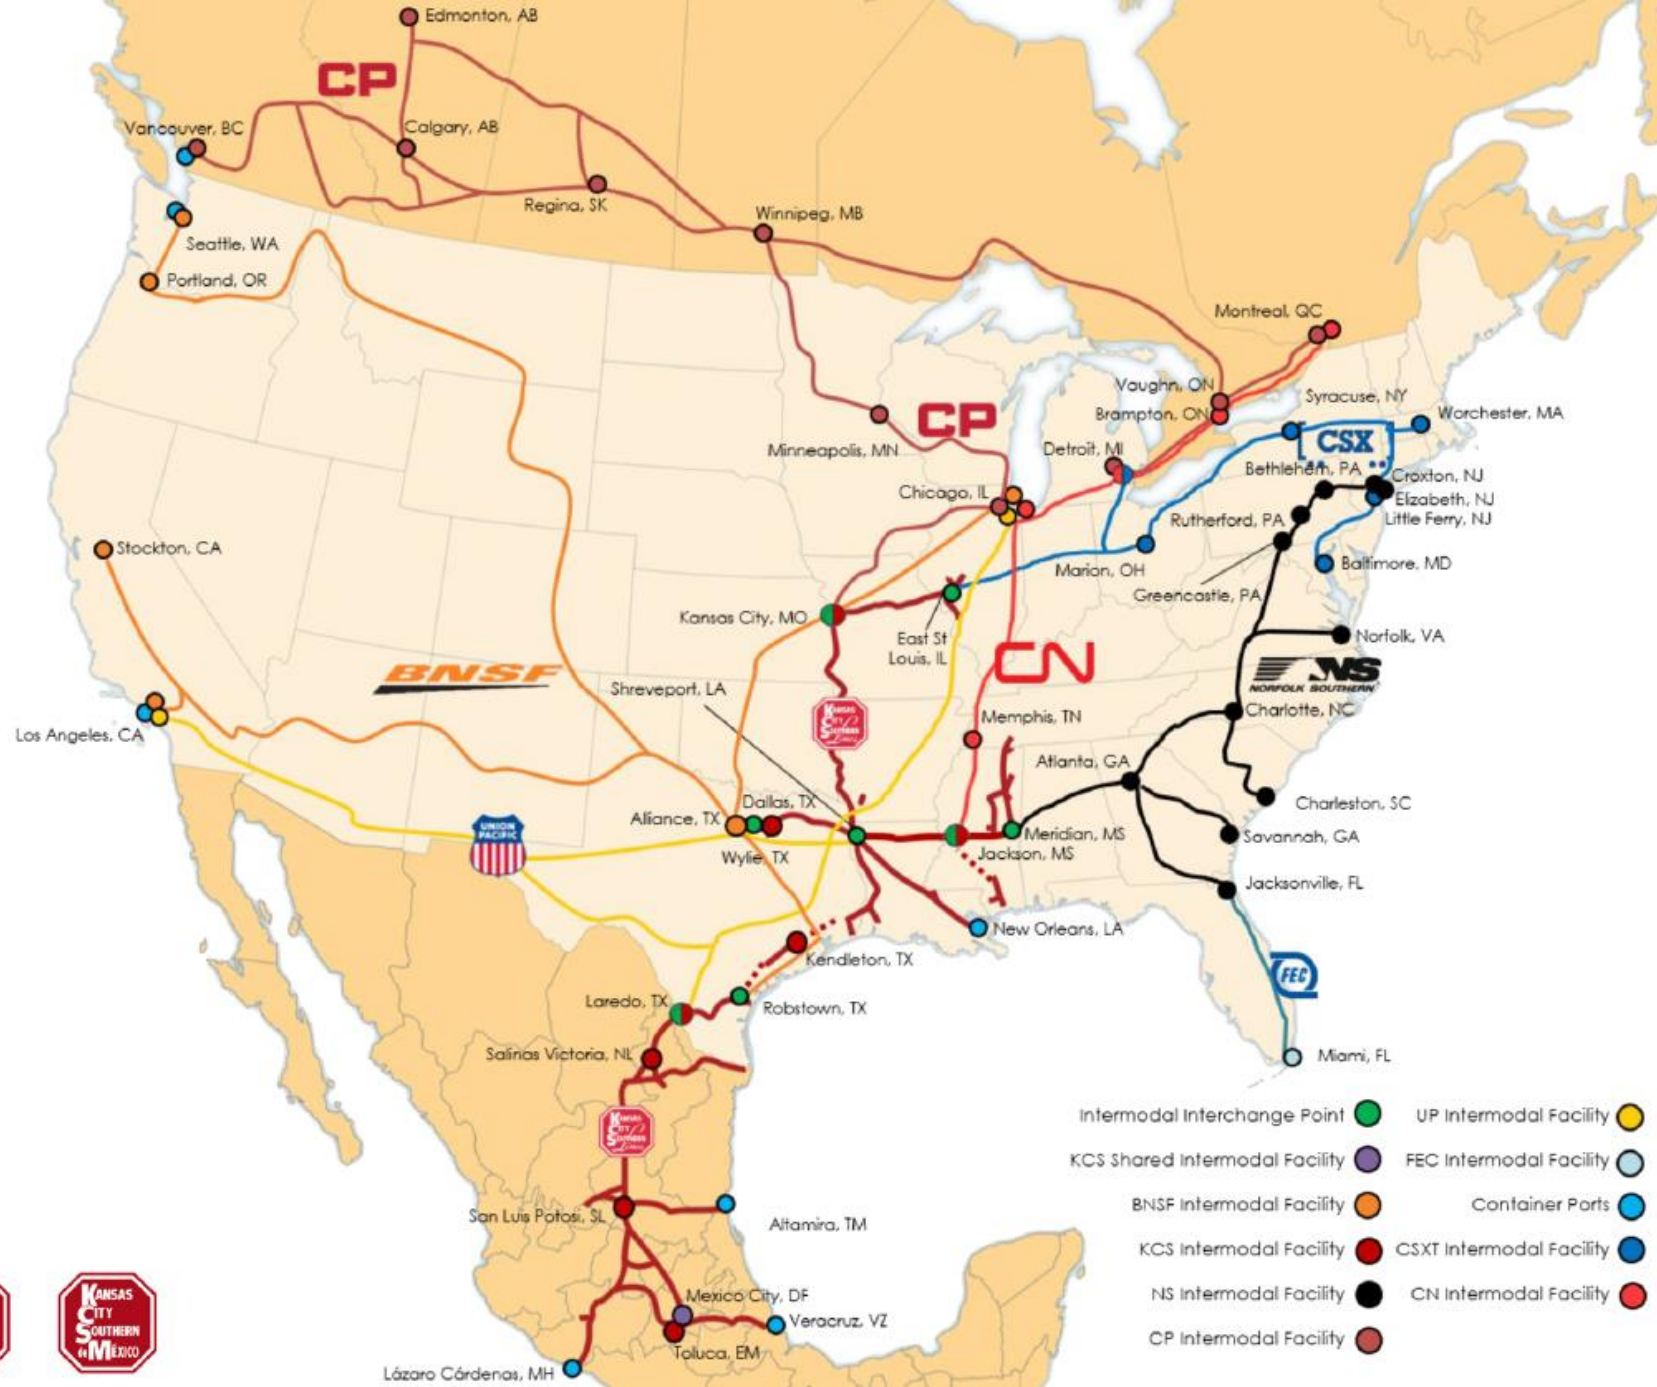 Edmonton, AB
CP
Vancouver, BC
Calgary, AB
Regina, SK
Winnipeg, MB
Seattle, WA
Portland, OR
Montreal, QC
Vaughn, ON
Brampton, ON
Syracuse, NY
Worchester, MA
CP
CSX
Minneapolis, MN
Detroit, MI
Bethlehem, PA
Croxton, NJ
Elizabeth, NJ
Little Ferry, NJ
Chicago, IL
Rutherford, PA
Stockton, CA
Marion, OH
Baltimore, MD
Greencastle, PA
Kansas City, MO
East St
Louis, IL
Norfolk, VA
CN
NS
NORFOLK SOUTHERN
BNSF
Shreveport, LA
KANSAS
CITY
SOUTHERN
Lines
Memphis, TN
Charlotte, NC
Los Angeles, CA
Atlanta, GA
Charleston, SC
Dallas, TX
Alliance, TX
UNION
PACIFIC
Wylie, TX
Meridian, MS
Jackson, MS
Savannah, GA
Jacksonville, FL
New Orleans, LA
Kendleton, TX
FEC
Laredo, TX
Robstown, TX
Salinas Victoria, NL
Miami, FL
KANSAS
CITY
SOUTHERN
Lines
Intermodal Interchange Point
UP Intermodal Facility
KCS Shared Intermodal Facility
FEC Intermodal Facility
BNSF Intermodal Facility
Container Ports
KCS Intermodal Facility
CSXT Intermodal Facility
NS Intermodal Facility
CN Intermodal Facility
CP Intermodal Facility
San Luis Potosi, SL
Altamira, TM
Mexico City, DF
Veracruz, VZ
Toluca, EM
Lázaro Cárdenas, MH
KANSAS
CITY
SOUTHERN
de MÉXICO